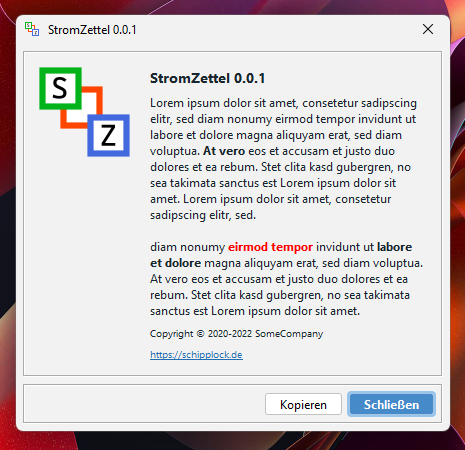 StromZettel 0.0.1
S
Z
StromZettel 0.0.1
Lorem ipsum dolor sit amet, consetetur sadipscing
elitr, sed diam nonumy eirmod tempor invidunt ut
labore et dolore magna aliquyam erat, sed diam
voluptua. At vero eos et accusam et justo duo
dolores et ea rebum. Stet clita kasd gubergren, no
sea takimata sanctus est Lorem ipsum dolor sit
amet. Lorem ipsum dolor sit amet, consetetur
sadipscing elitr, sed.
diam nonumy eirmod tempor invidunt ut labore
et dolore magna aliquyam erat, sed diam voluptua.
At vero eos et accusam et justo duo dolores et ea
rebum. Stet clita kasd gubergren, no sea takimata
sanctus est Lorem ipsum dolor sit amet.
Copyright © 2020-2022 SomeCompany
https://schipplock.de
Kopieren
Schließen